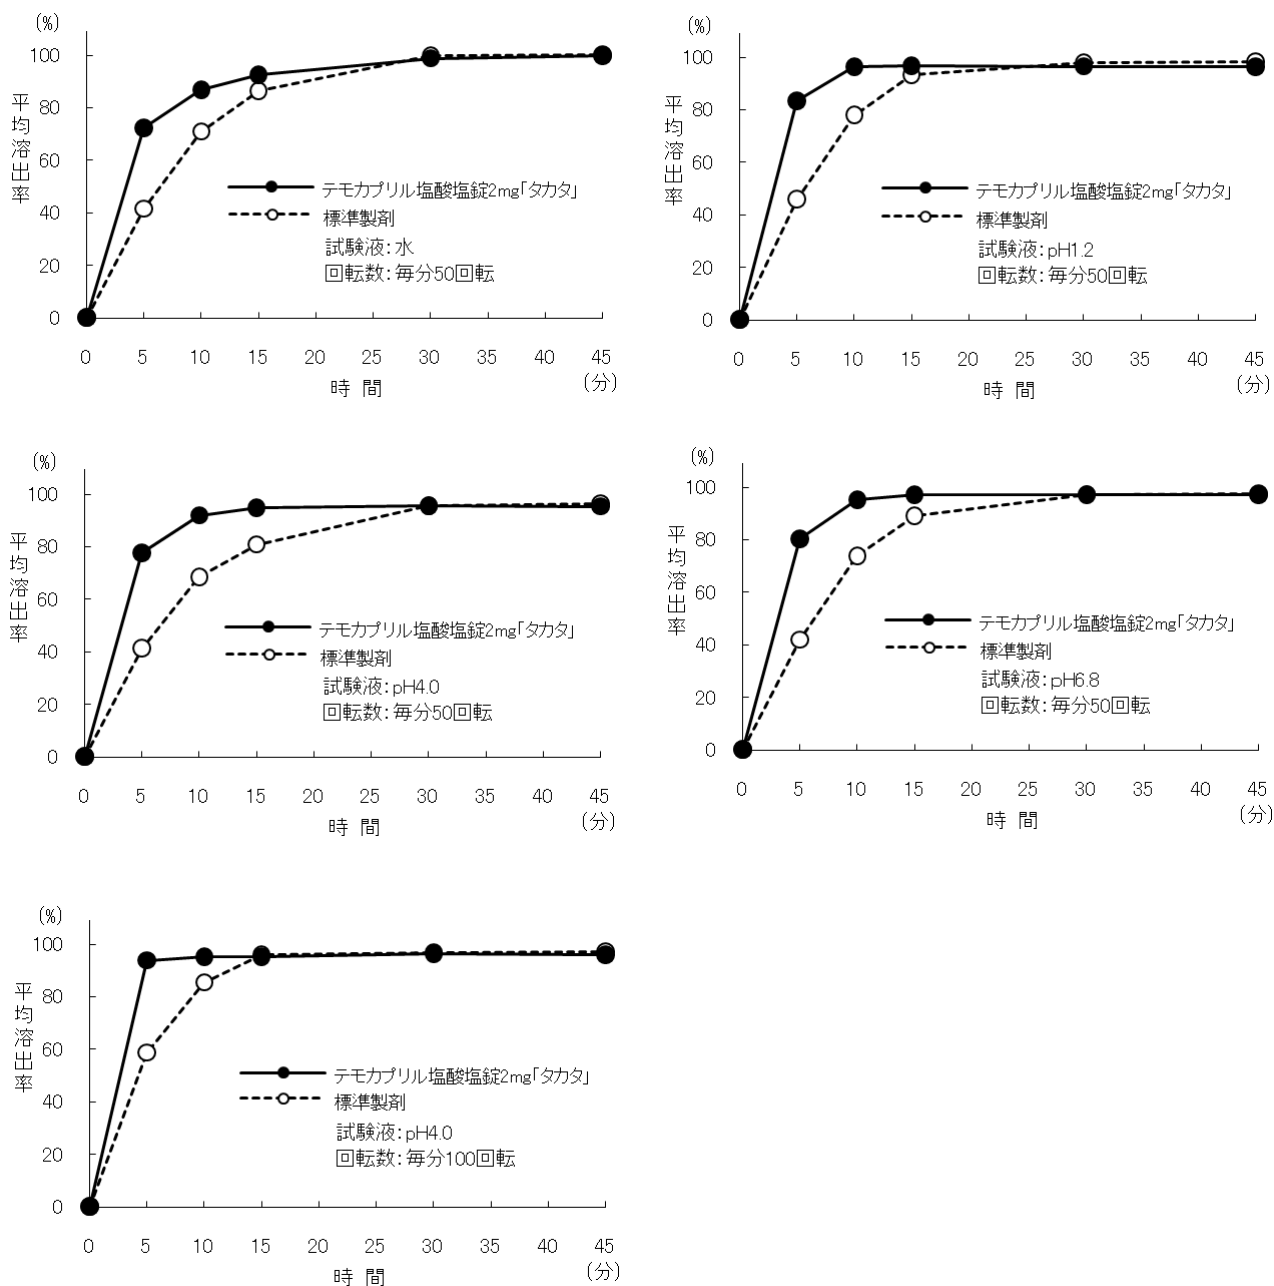 (%)
100
80
60
40
20
0
平均溶出率
テモカプリル塩酸塩錠2mg「タカタ」
標準製剤
試験液：水
回転数：毎分50回転
0 5 10 15 20 25 30 35 40 45
(分)
時 間
(%)
100
80
60
40
20
0
平均溶出率
テモカプリル塩酸塩錠2mg「タカタ」
標準製剤
試験液：pH1.2
回転数：毎分50回転
0 5 10 15 20 25 30 35 40 45
(分)
時 間
(%)
100
80
60
40
20
0
平均溶出率
テモカプリル塩酸塩錠2mg「タカタ」
標準製剤
試験液：pH4.0
回転数：毎分50回転
0 5 10 15 20 25 30 35 40 45
(分)
時 間
(%)
100
80
60
40
20
0
平均溶出率
テモカプリル塩酸塩錠2mg「タカタ」
標準製剤
試験液：pH6.8
回転数：毎分50回転
0 5 10 15 20 25 30 35 40 45
(分)
時 間
(%)
100
80
60
40
20
0
平均溶出率
テモカプリル塩酸塩錠2mg「タカタ」
標準製剤
試験液：pH4.0
回転数：毎分100回転
0 5 10 15 20 25 30 35 40 45
(分)
時 間